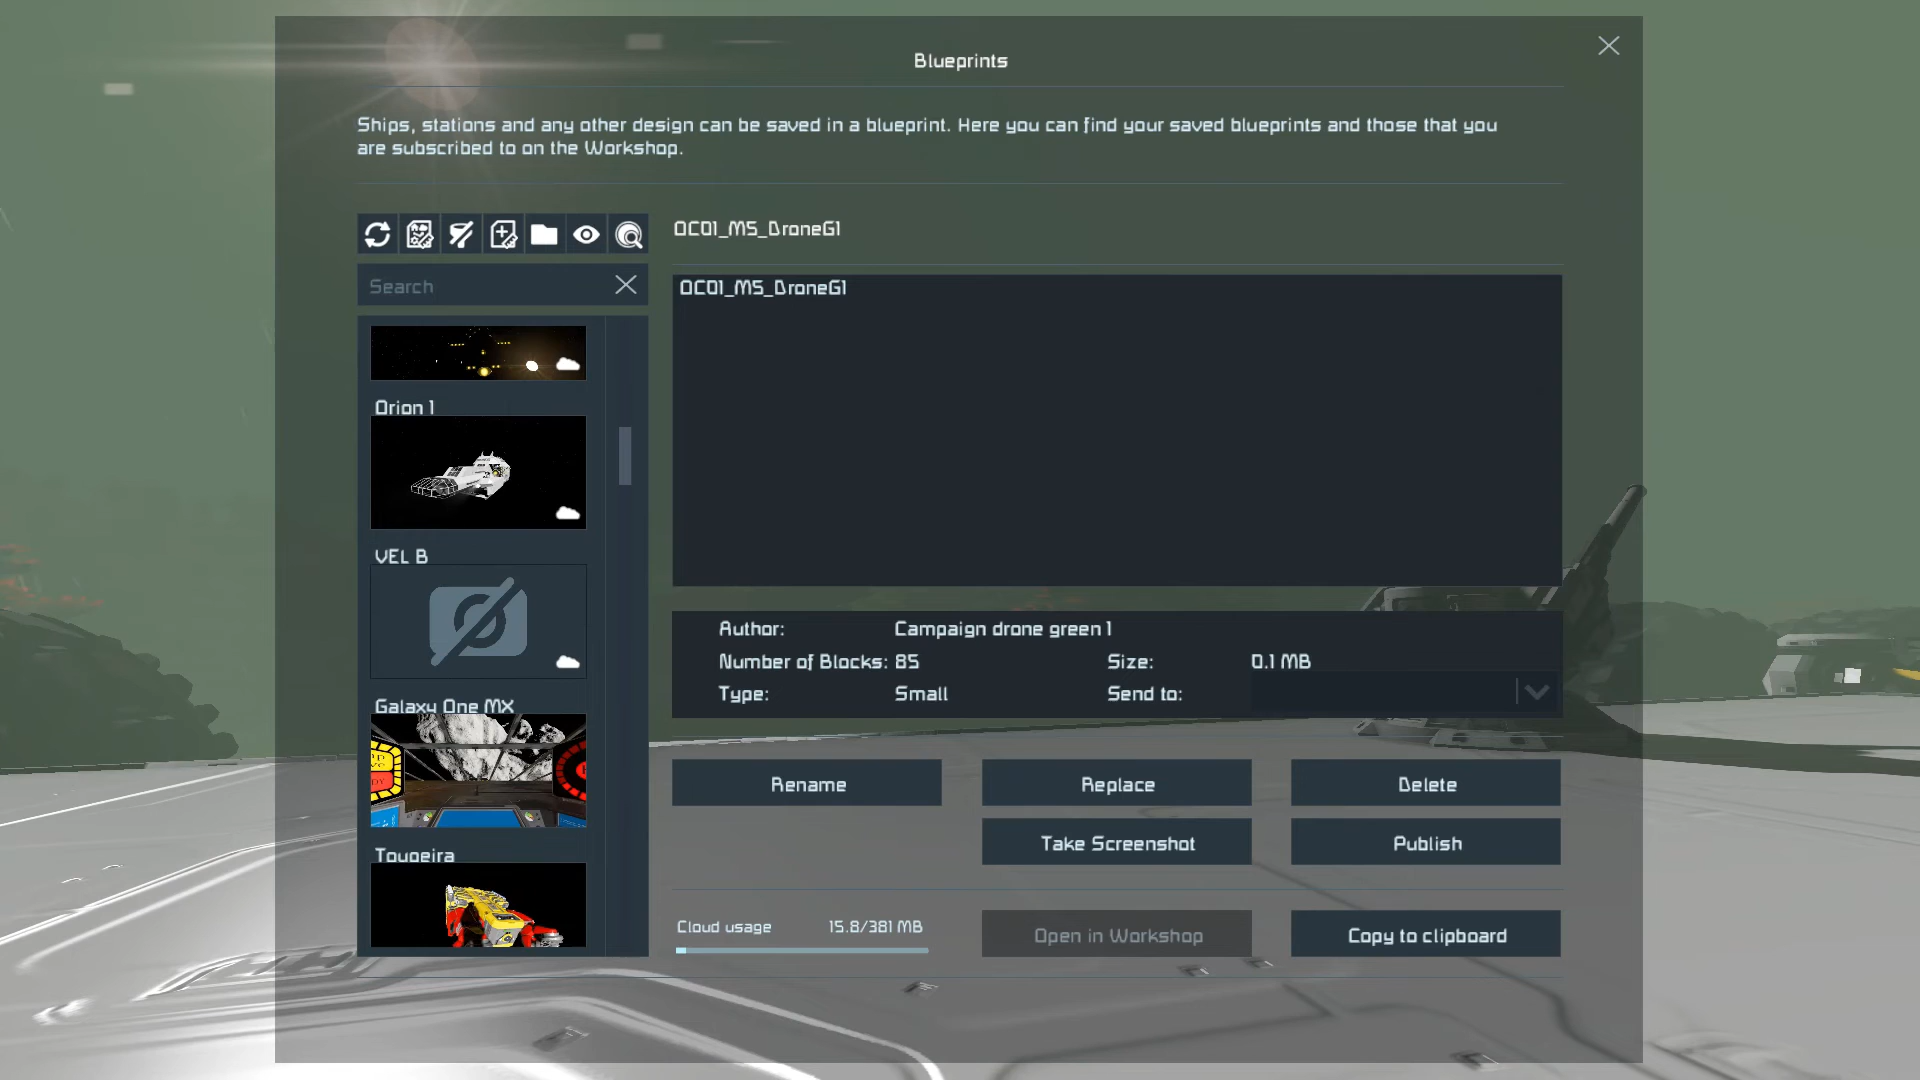 Blueprints
Ships, stations and any other design can be saved in a blueprint. Here you can find your saved blueprints and those that you
are subscribed to on the Workshop.
OC01_M5_DroneG1
Search
OC01_M5_DroneG1
Orion 1
VEL B
Galaxy One MX
Tougeira
Author: Campaign drone green 1
Number of Blocks: 85 Size: 0.1 MB
Type: Small Send to:
Rename Replace Delete
Take Screenshot Publish
Cloud usage 15.8/381 MB
Open in Workshop Copy to clipboard